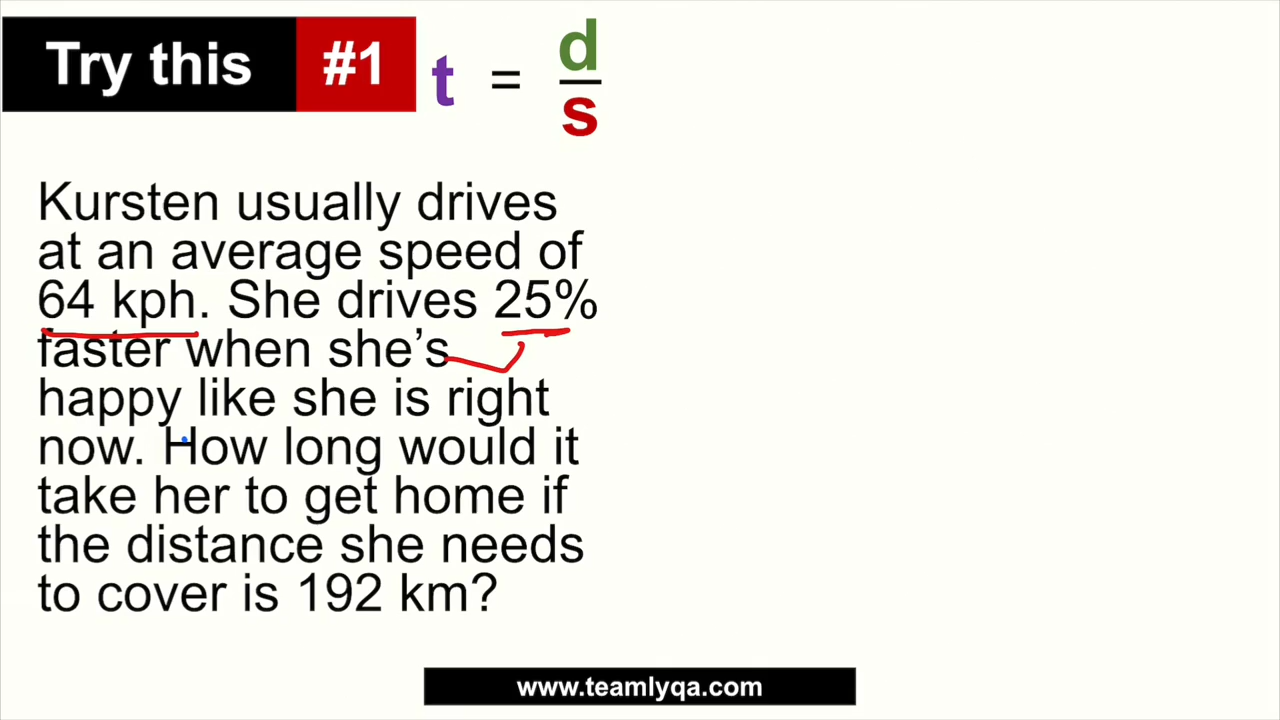 Try this #1
t = d/s
Kursten usually drives
at an average speed of
64 kph. She drives 25%
faster when she’s
happy like she is right
now. How long would it
take her to get home if
the distance she needs
to cover is 192 km?
www.teamlyqa.com